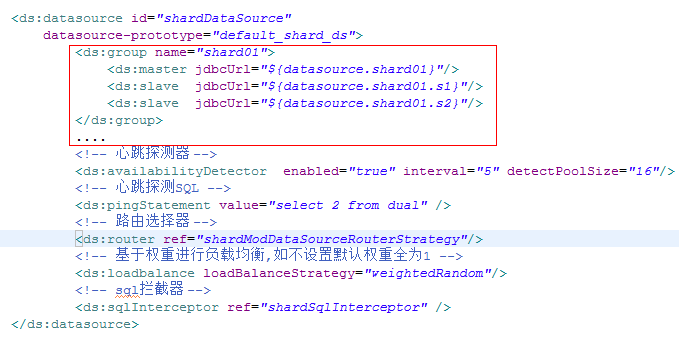 <ds:datasource id="shardDataSource"
datasource-prototype="default_shard_ds">
<ds:group name="shard01">
<ds:master jdbcUrl="${datasource.shard01}"/>
<ds:slave  jdbcUrl="${datasource.shard01.s1}"/>
<ds:slave  jdbcUrl="${datasource.shard01.s2}"/>
</ds:group>
....
<!-- 心跳探测器 -->
<ds:availabilityDetector  enabled="true" interval="5" detectPoolSize="16"/>
<!-- 心跳探测SQL -->
<ds:pingStatement value="select 2 from dual" />
<!-- 路由选择器 -->
<ds:router ref="shardModDataSourceRouterStrategy"/>
<!-- 基于权重进行负载均衡,如不设置默认权重全为1 -->
<ds:loadbalance loadBalanceStrategy="weightedRandom"/>
<!-- sql拦截器 -->
<ds:sqlInterceptor ref="shardSqlInterceptor" />
</ds:datasource>